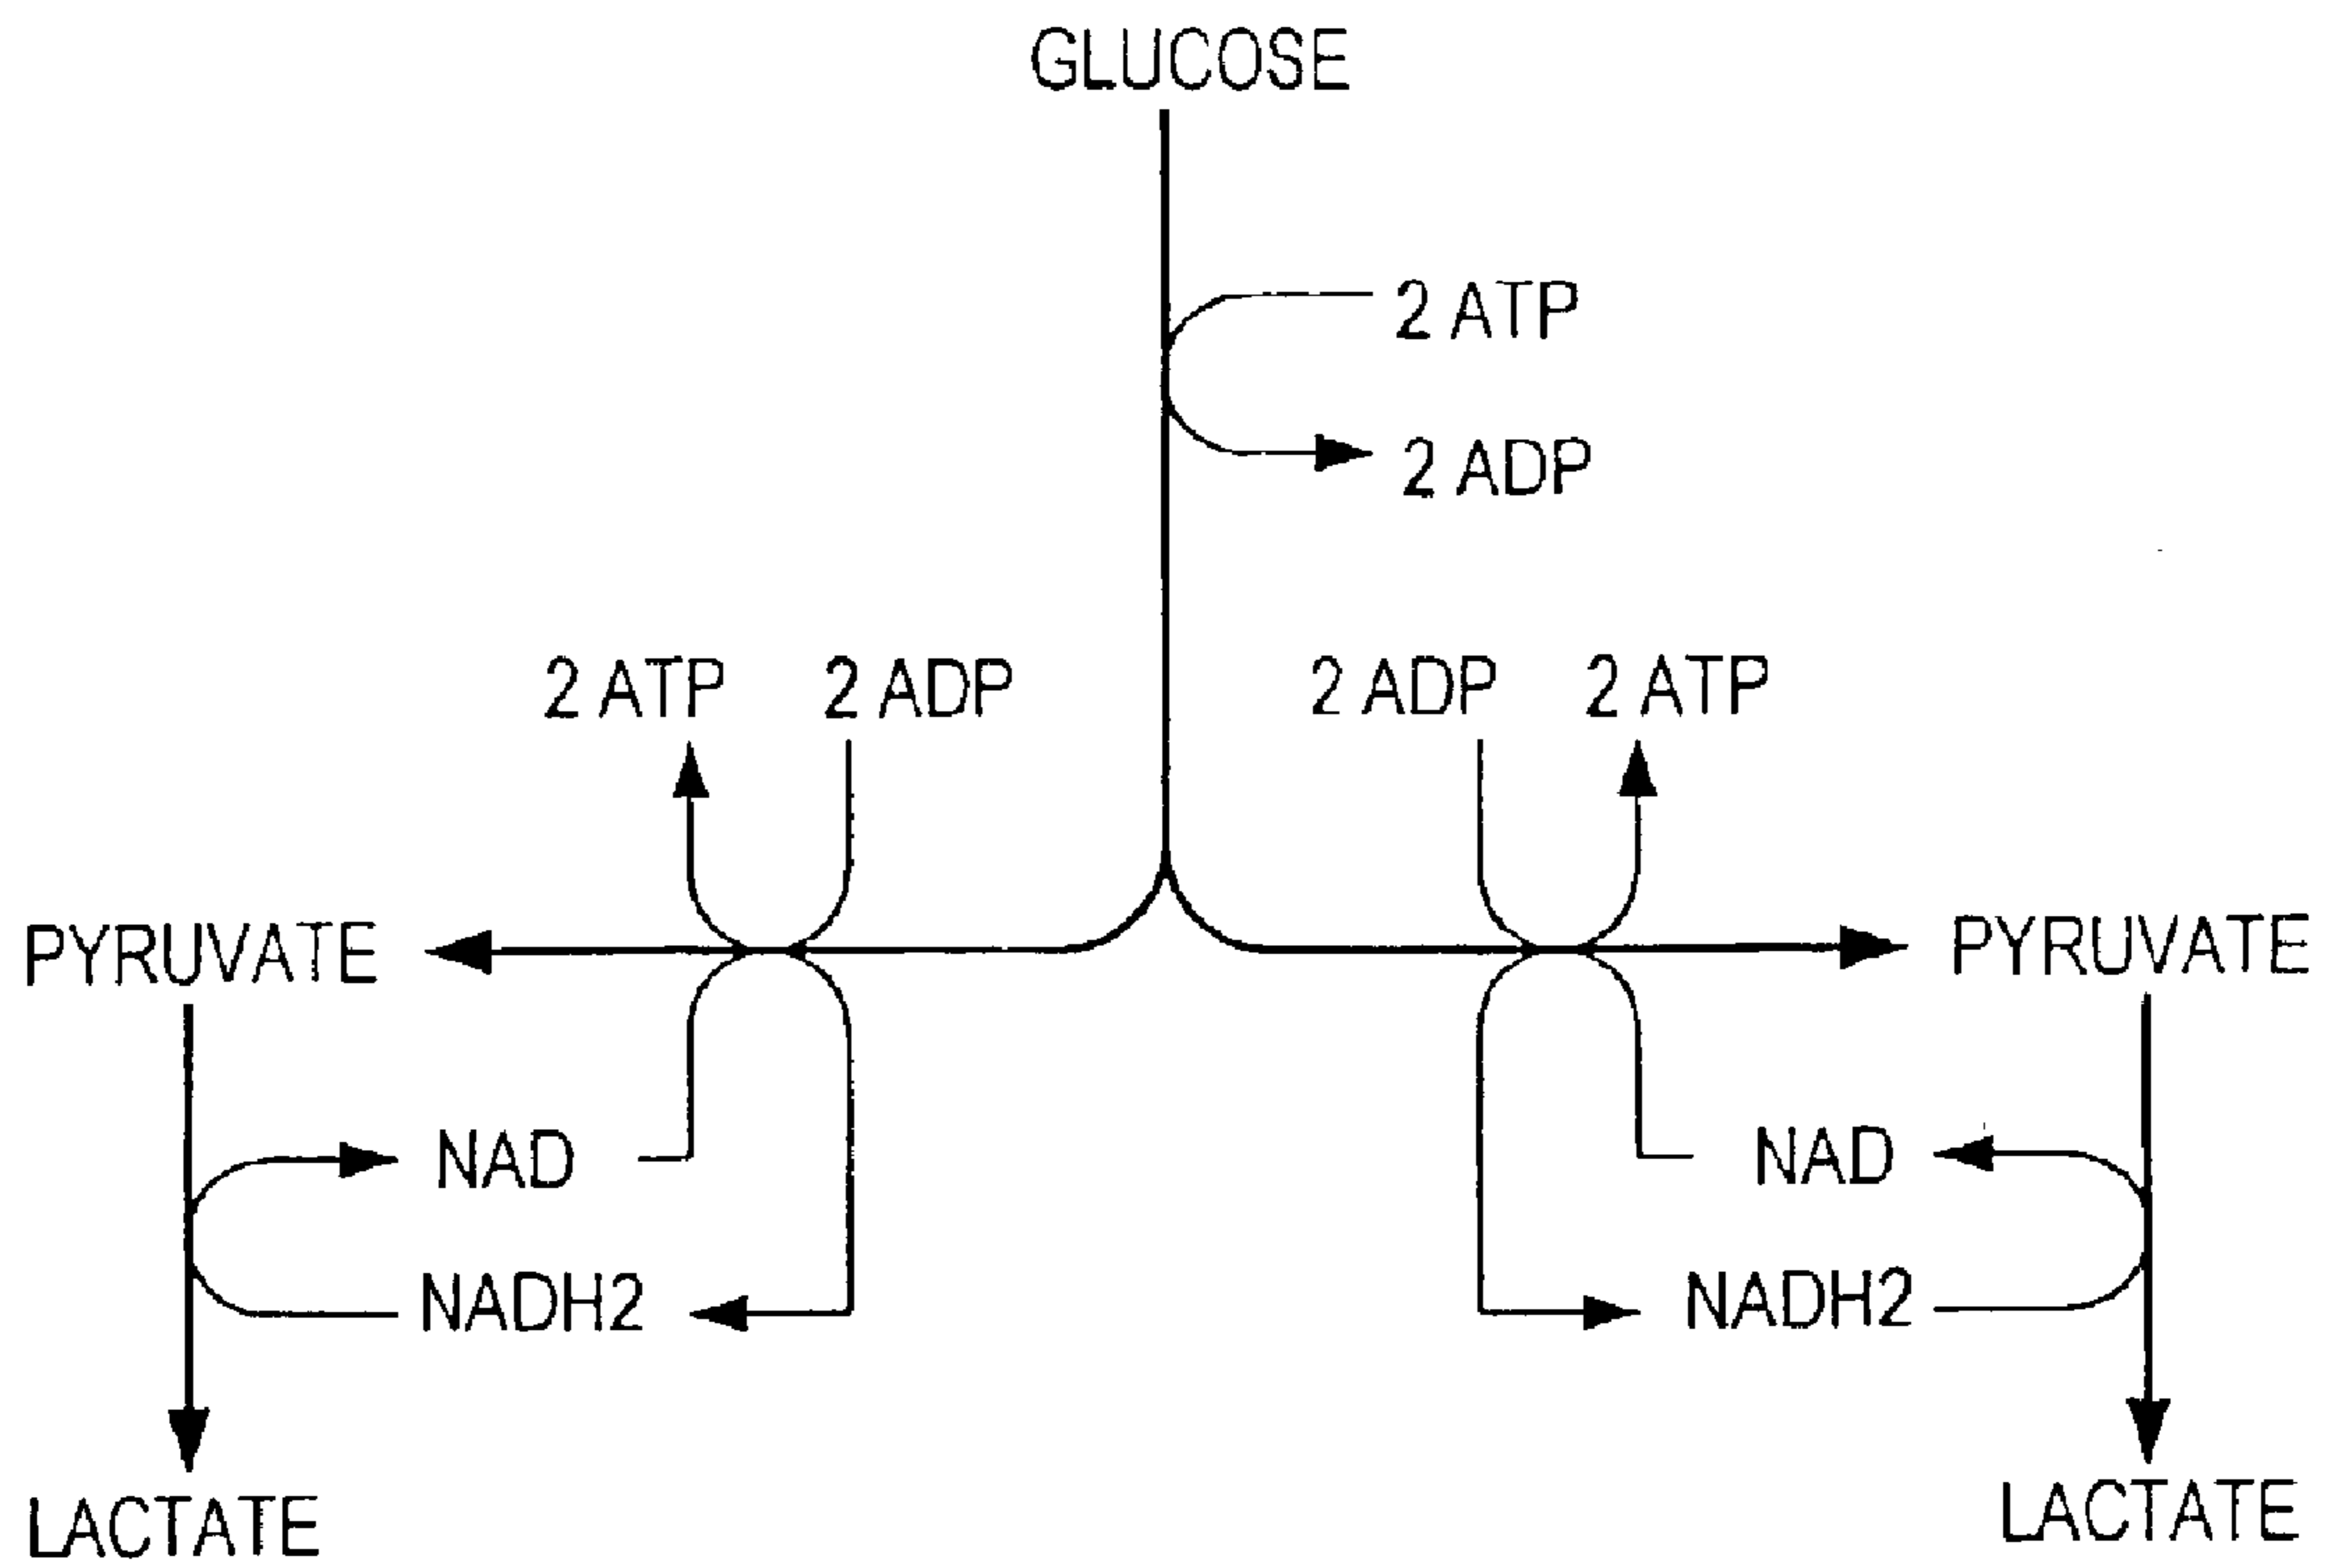 GLUCOSE
2 ATP
2 ADP
2 ATP 2 ADP 2 ADP 2 ATP
PYRUVATE PYRUVATE
NAD NAD
NADH2 NADH2
LACTATE LACTATE